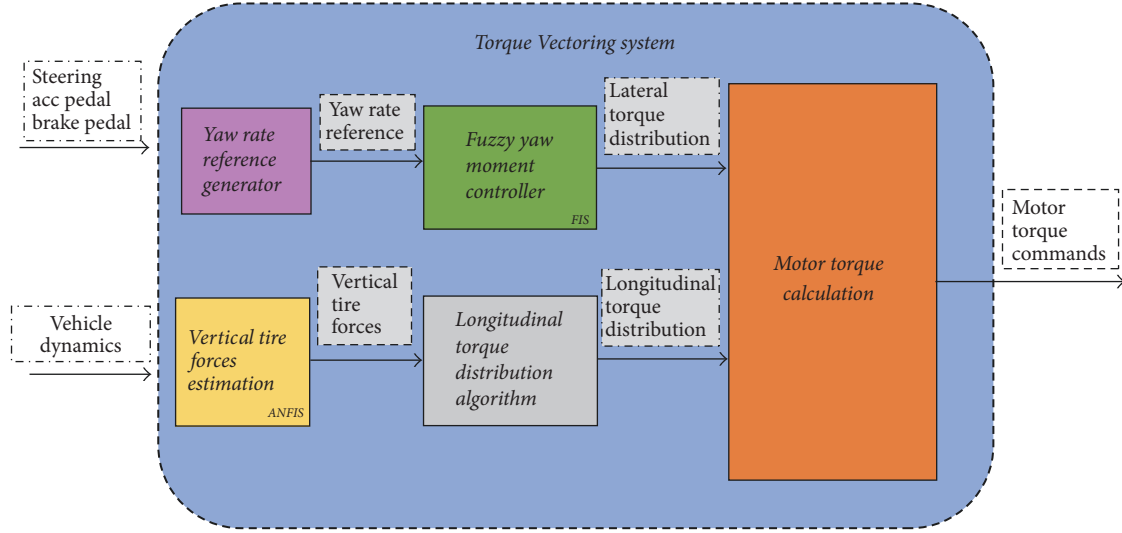 Torque Vectoring system
Steering
acc pedal
brake pedal
Yaw rate
reference
generator
Yaw rate
reference
Fuzzy yaw
moment
controller
FIS
Lateral
torque
distribution
Motor torque
calculation
Motor
torque
commands
Vehicle
dynamics
Vertical tire
forces
estimation
ANFIS
Vertical
tire
forces
Longitudinal
torque
distribution
algorithm
Longitudinal
torque
distribution